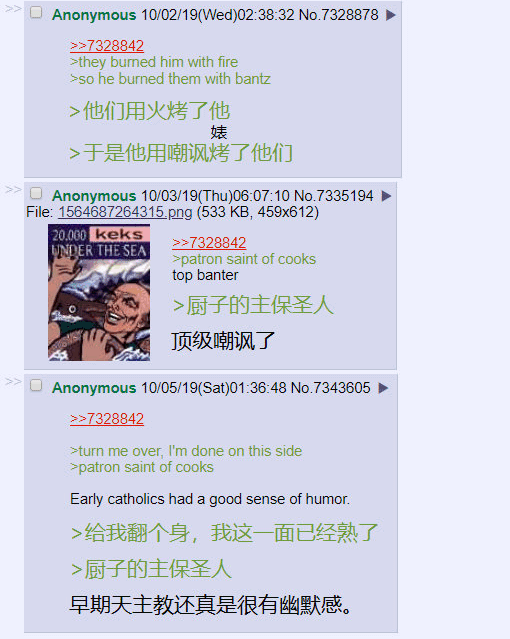 >> Anonymous 10/02/19(Wed)02:38:32 No.7328878 ▶
>>7328842
>they burned him with fire
>so he burned them with bantz
>他们用火烤了他
婊
>于是他用嘲讽烤了他们
>> Anonymous 10/03/19(Thu)06:07:10 No.7335194 ▶
File: 1564687264315.png (533 KB, 459x612)
20,000 keks
UNDER THE SEA
>>7328842
>patron saint of cooks
top banter
>厨子的主保圣人
顶级嘲讽了
>> Anonymous 10/05/19(Sat)01:36:48 No.7343605 ▶
>>7328842
>turn me over, I'm done on this side
>patron saint of cooks
Early catholics had a good sense of humor.
>给我翻个身，我这一面已经熟了
>厨子的主保圣人
早期天主教还真是很有幽默感。